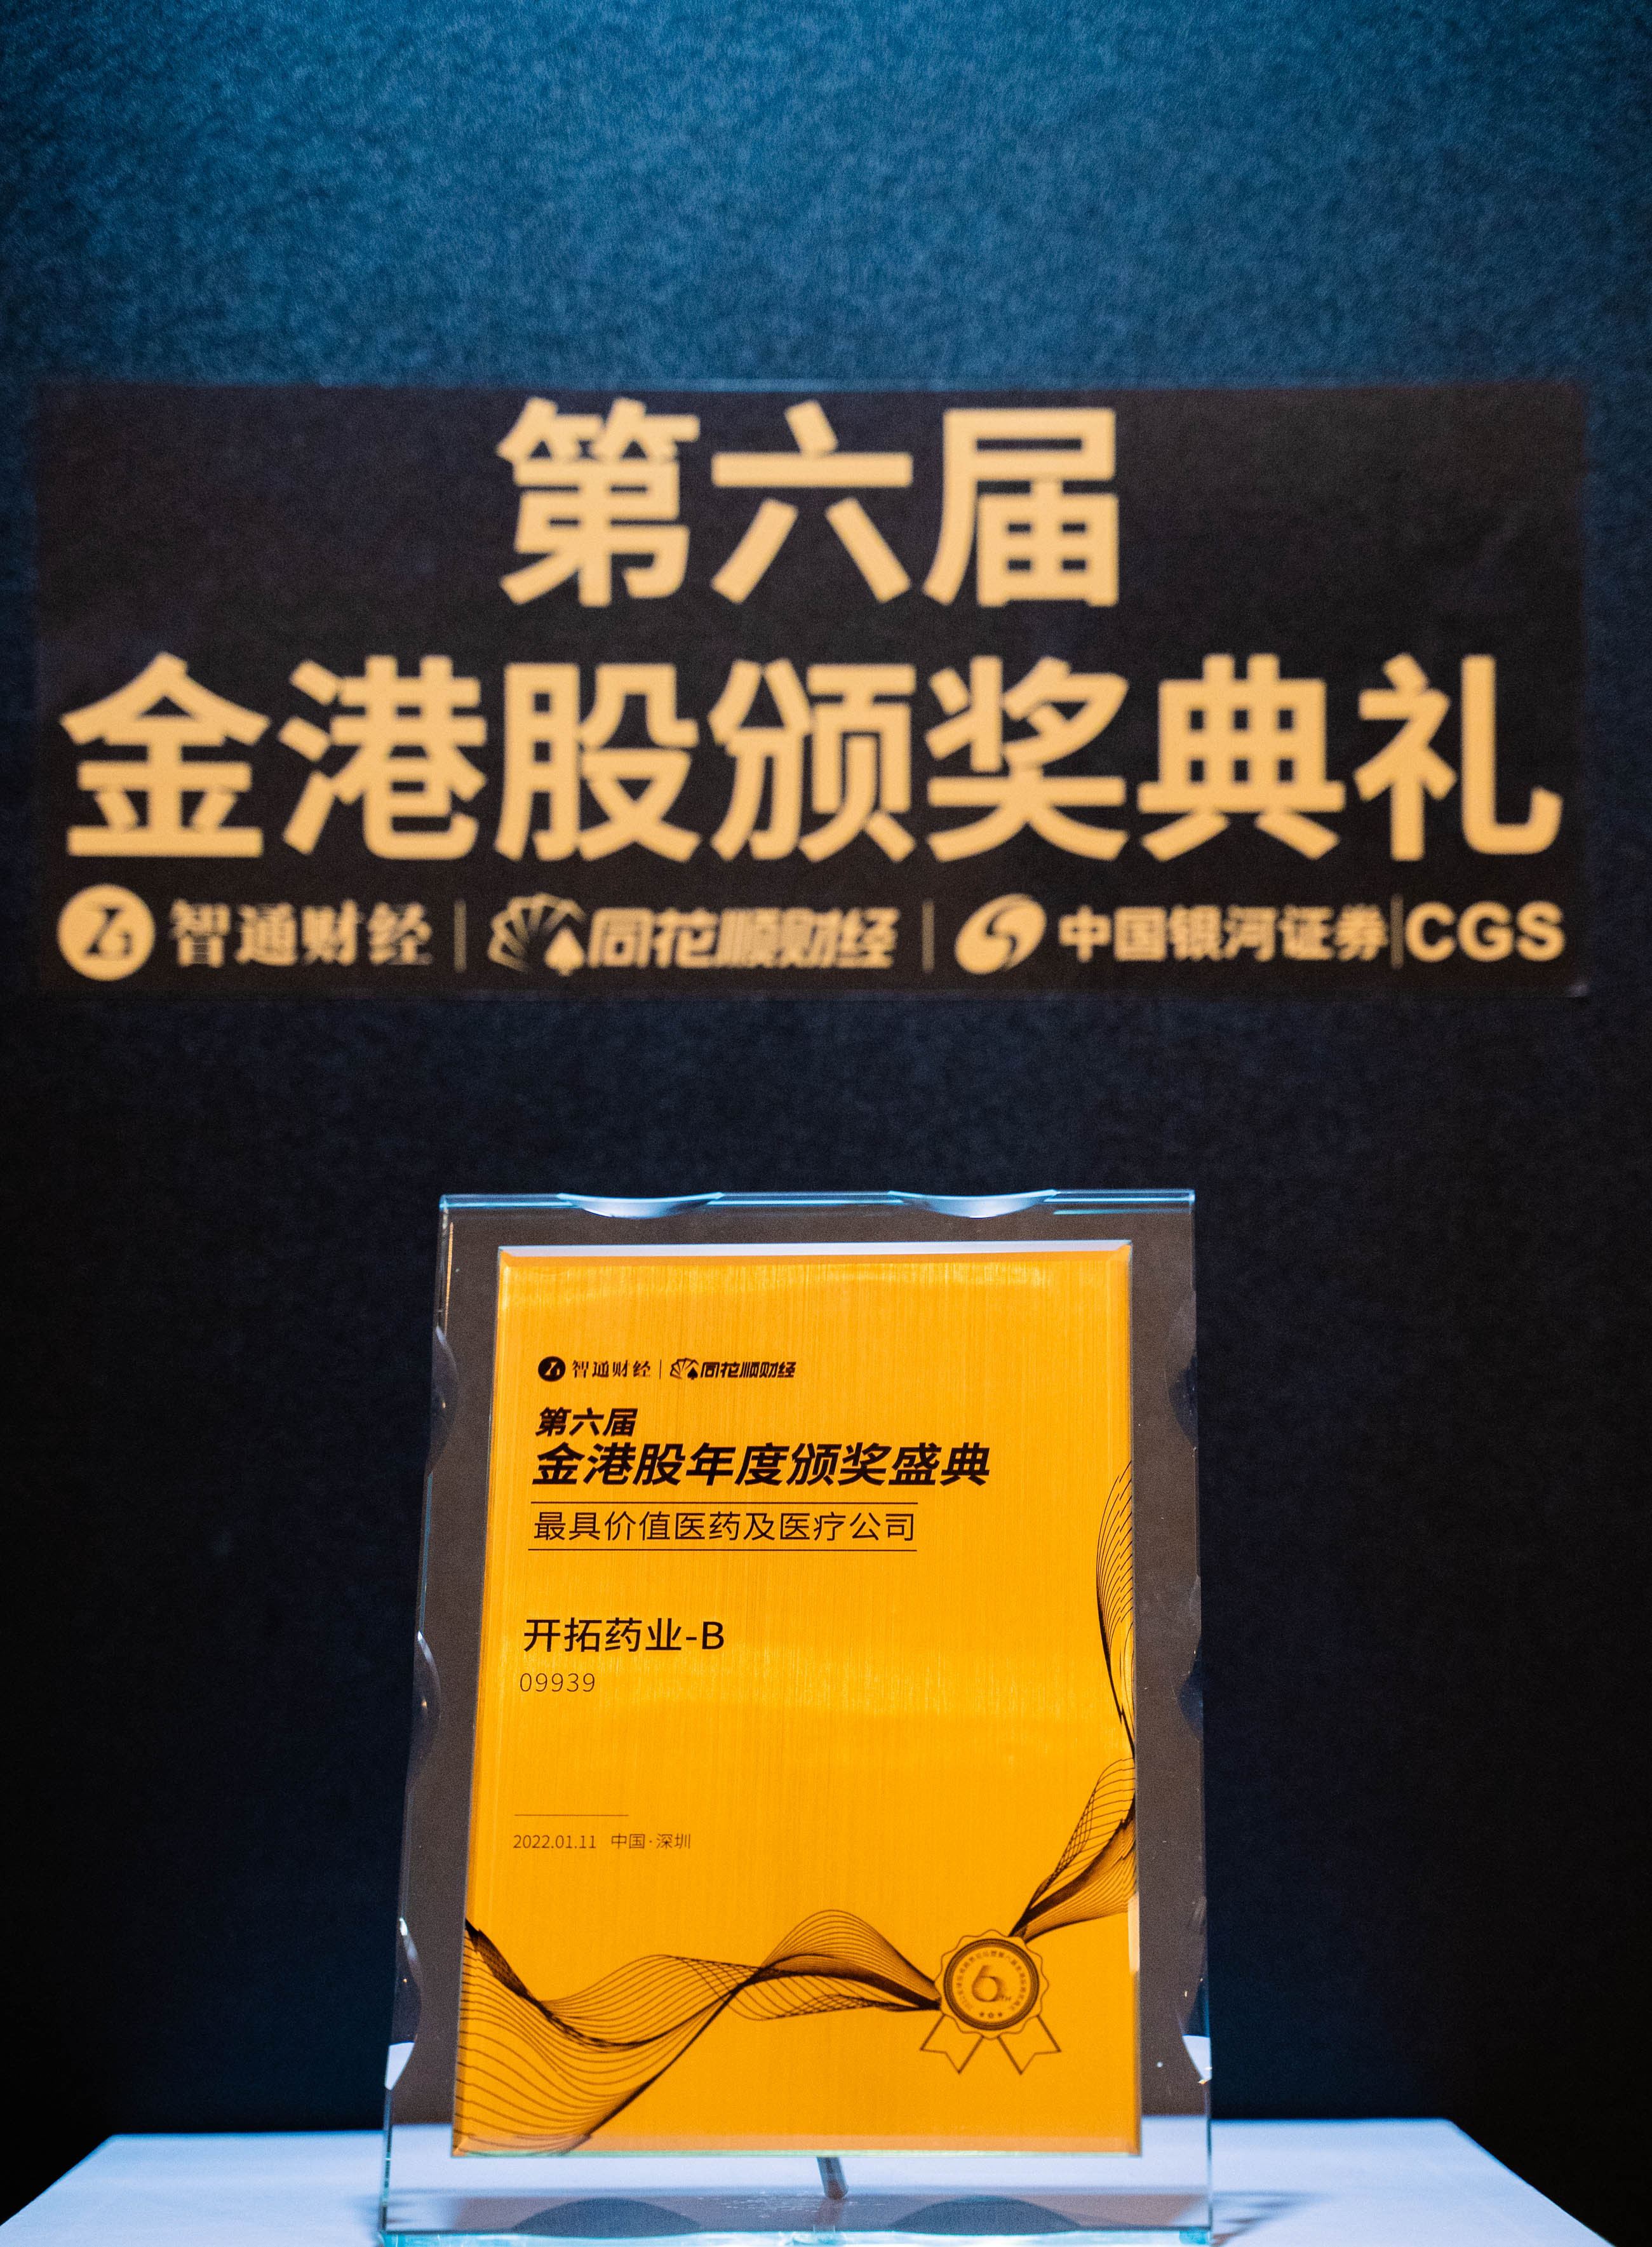 第六届
金港股颁奖典礼
智通财经 | 同花顺财经 | 中国银河证券 | CGS
智通财经 | 同花顺财经
第六届
金港股年度颁奖盛典
最具价值医药及医疗公司
开拓药业-B
09939
2022.01.11 中国·深圳
6